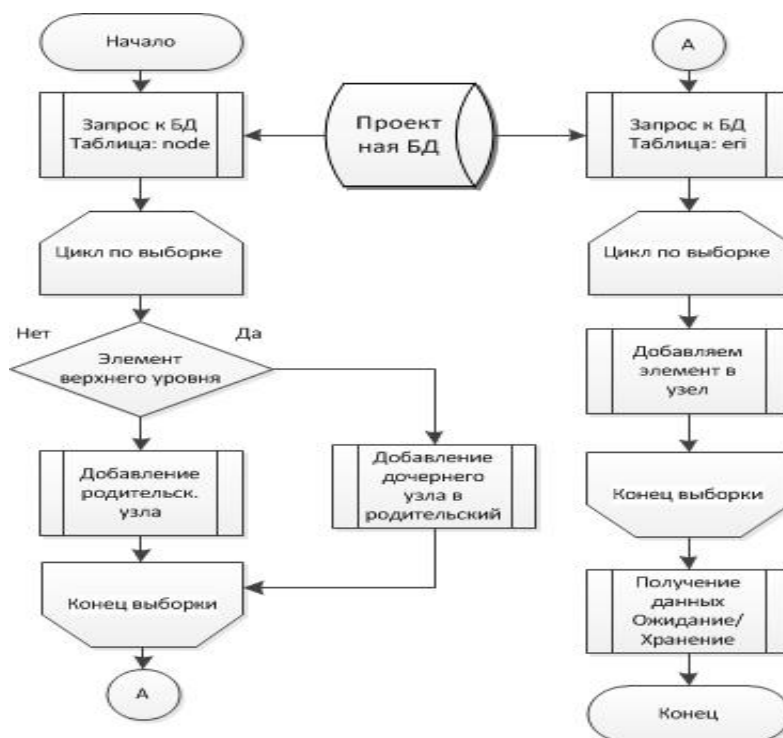 Начало
Запрос к БД
Таблица: node
Цикл по выборке
Нет
Да
Элемент
верхнего уровня
Добавление
родительск.
узла
Добавление
дочернего
узла в
родительский
Конец выборки
А
Проект
ная БД
А
Запрос к БД
Таблица: eri
Цикл по выборке
Добавляем
элемент в
узел
Конец выборки
Получение
данных
Ожидание/
Хранение
Конец